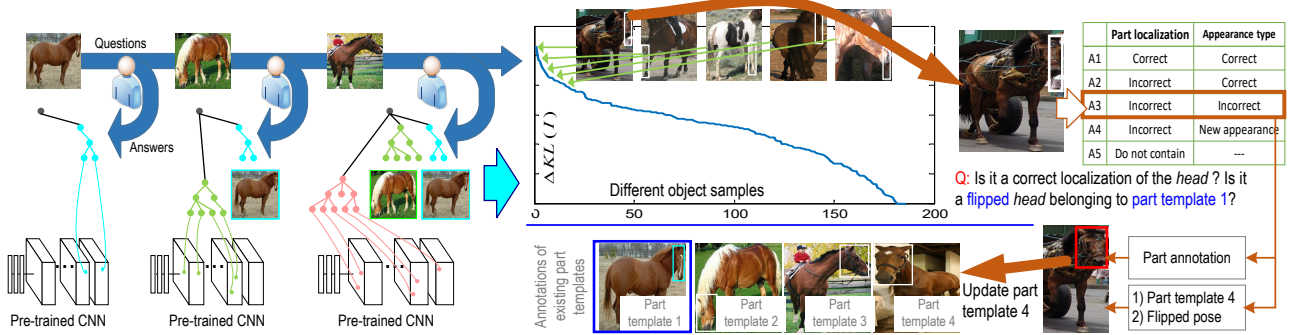 Questions
Answers
Pre-trained CNN
Pre-trained CNN
Pre-trained CNN
ΔKL (I)
Different object samples
0
50
100
150
200
Part localization Appearance type
A1 Correct Correct
A2 Incorrect Correct
A3 Incorrect Incorrect
A4 Incorrect New appearance
A5 Do not contain ---
Q: Is it a correct localization of the head ? Is it
a flipped head belonging to part template 1?
Annotations of
existing part
templates
Part
template 1
Part
template 2
Part
template 3
Part
template 4
Update part
template 4
Part annotation
1) Part template 4
2) Flipped pose